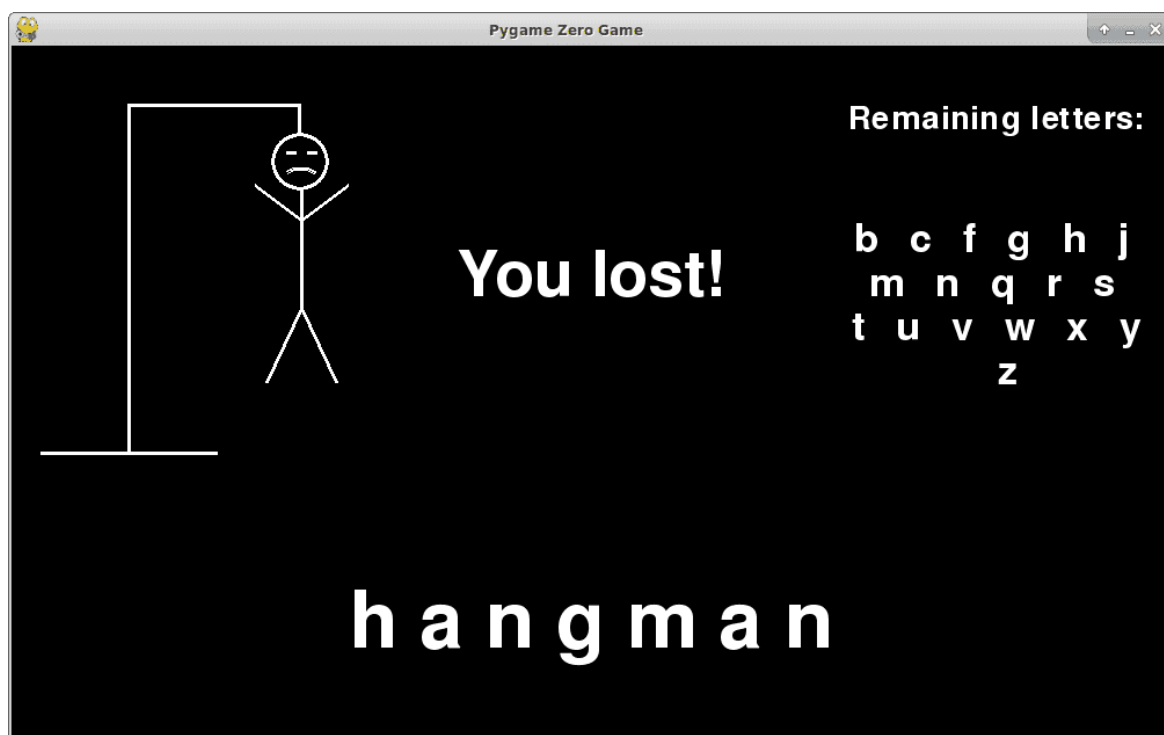 Pygame Zero Game
Remaining letters:
b c f g h j
m n q r s
t u v w x y
z
You lost!
h a n g m a n